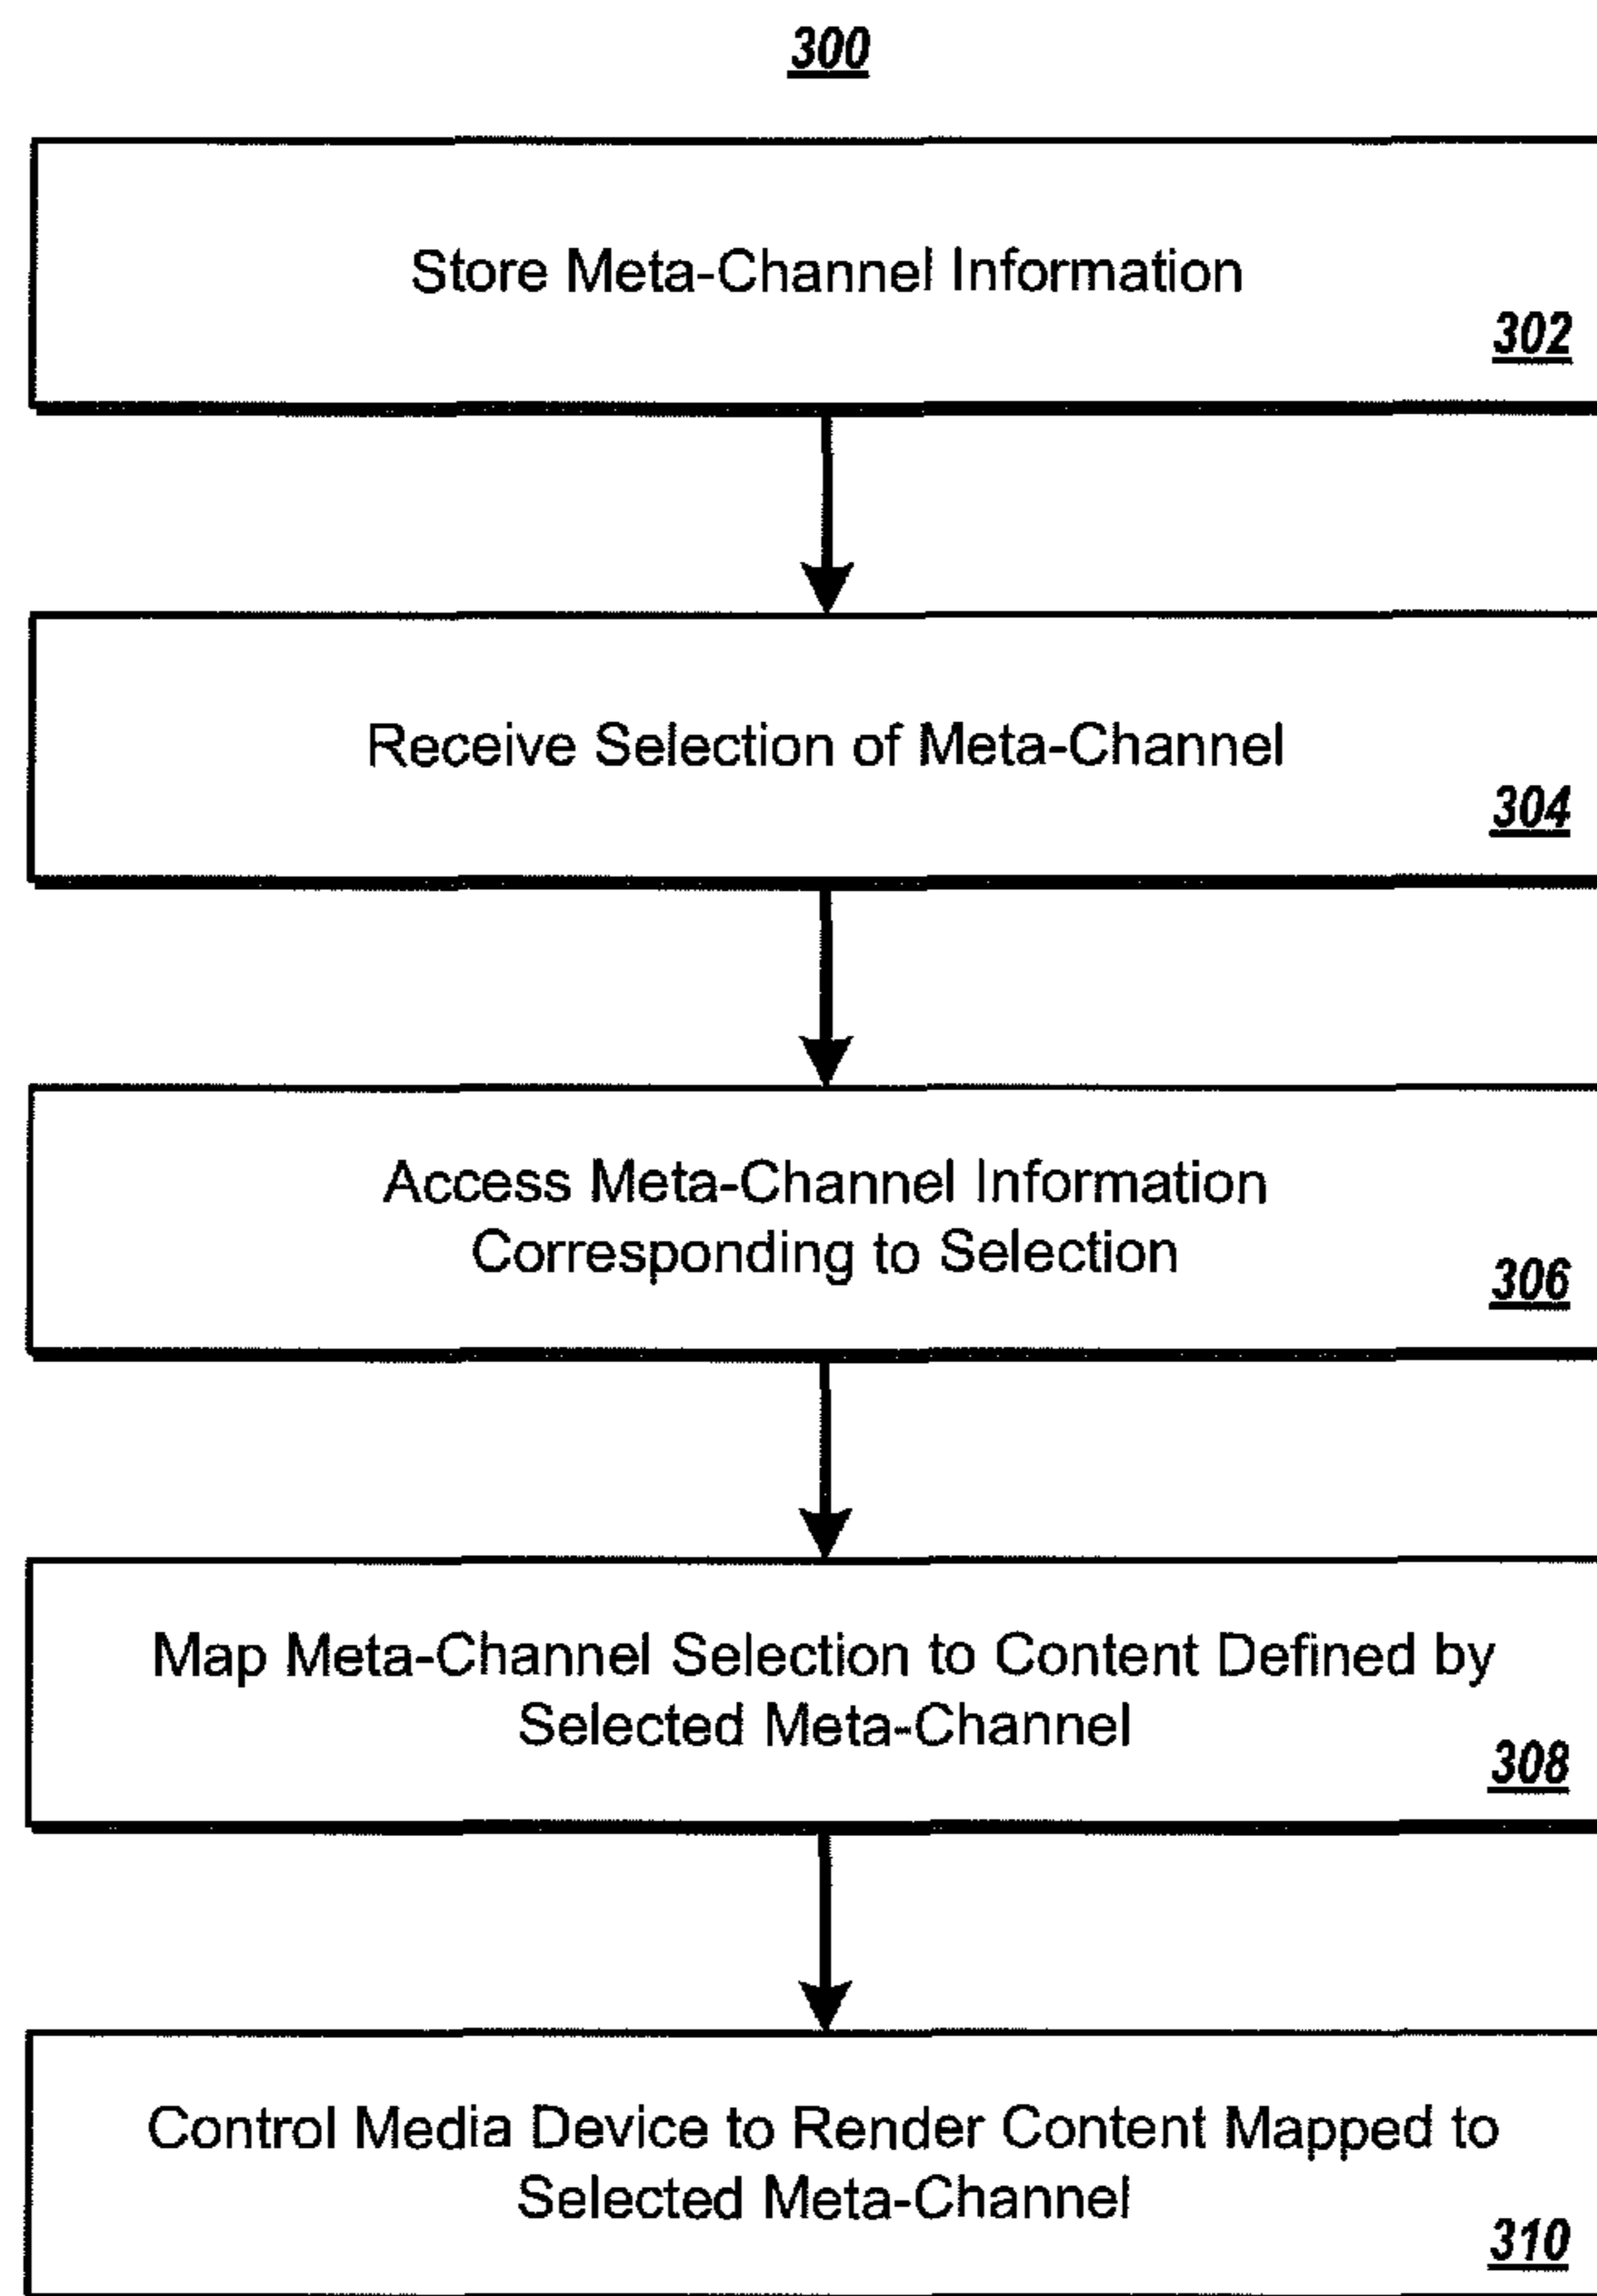 300
Store Meta-Channel Information
302
Receive Selection of Meta-Channel
304
Access Meta-Channel Information
Corresponding to Selection
306
Map Meta-Channel Selection to Content Defined by
Selected Meta-Channel
308
Control Media Device to Render Content Mapped to
Selected Meta-Channel
310